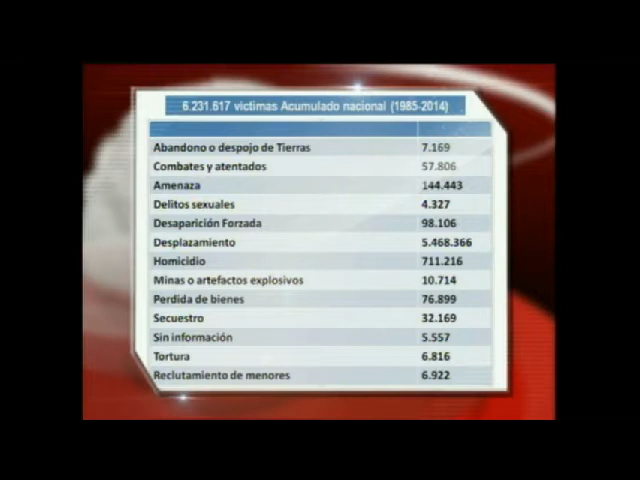 6.231.617 victimas Acumulado nacional (1985-2014)
Abandono o despojo de Tierras 7.169
Combates y atentados 57.806
Amenaza 144.443
Delitos sexuales 4.327
Desaparición Forzada 98.106
Desplazamiento 5.468.366
Homicidio 711.216
Minas o artefactos explosivos 10.714
Perdida de bienes 76.899
Secuestro 32.169
Sin información 5.557
Tortura 6.816
Reclutamiento de menores 6.922